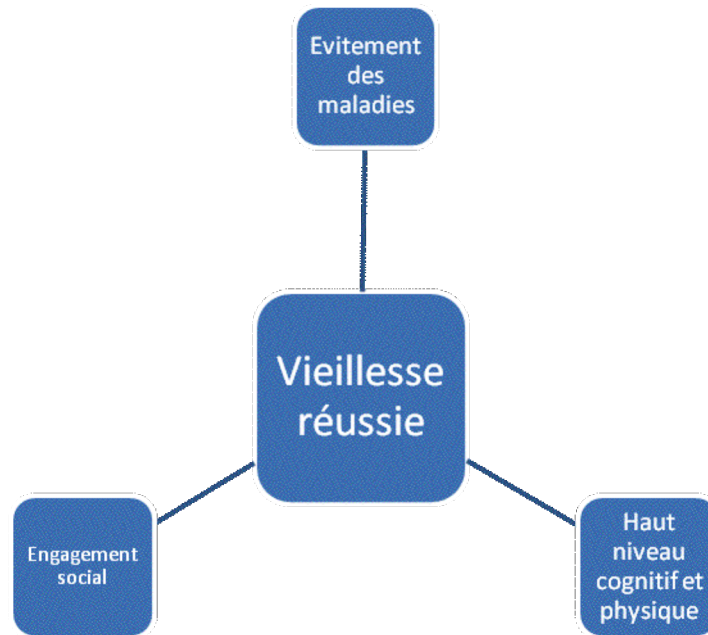 Evitement
des
maladies
Vieillesse
réussie
Engagement
social
Haut
niveau
cognitif et
physique